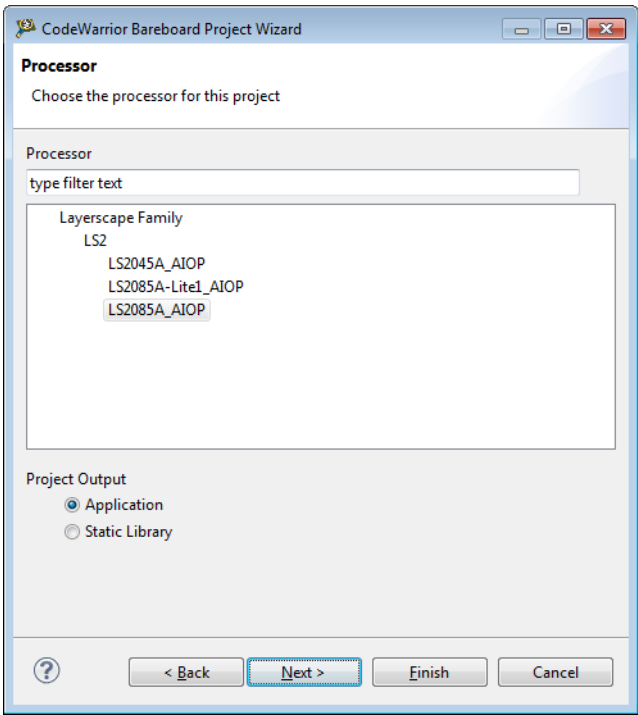 CodeWarrior Bareboard Project Wizard
Processor
Choose the processor for this project
Processor
type filter text
Layerscape Family
LS2
LS2045A_AIOP
LS2085A-Lite1_AIOP
LS2085A_AIOP
Project Output
Application
Static Library
? < Back Next > Finish Cancel